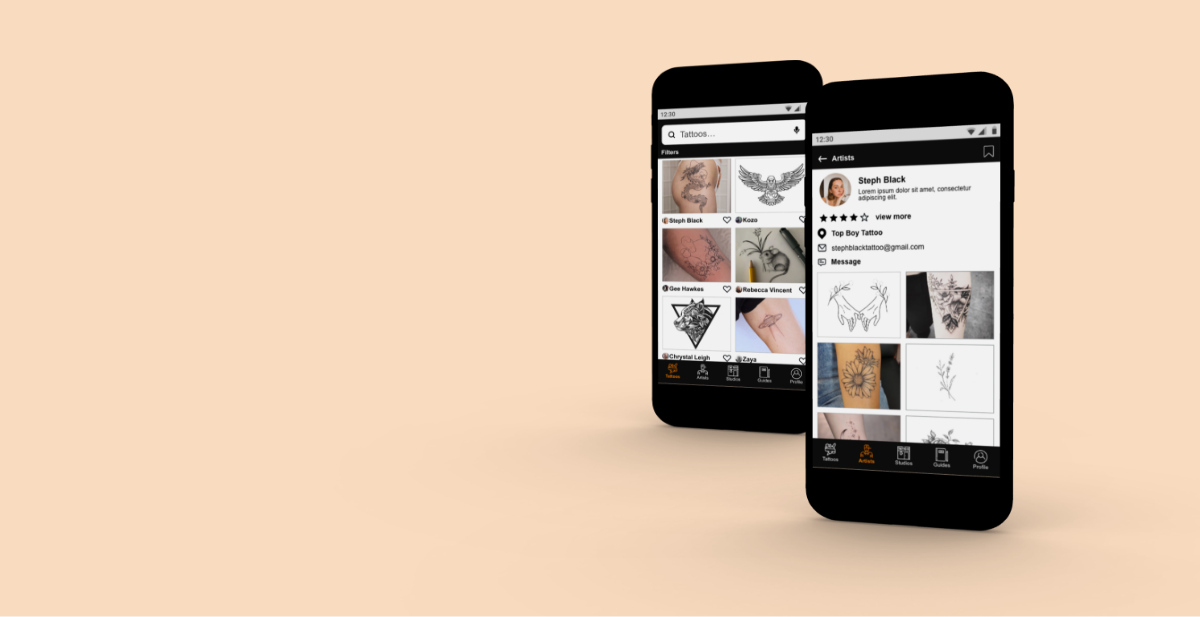 12:30
Tattoos...
Filters
Steph Black
Kozo
Gee Hawkes
Rebecca Vincent
Chrystal Leigh
Zaya
Tattoos
Artists
Studios
Guides
Profile
12:30
Artists
Steph Black
Lorem ipsum dolor sit amet, consectetur
adipiscing elit.
view more
Top Boy Tattoo
stephblacktattoo@gmail.com
Message
Tattoos
Artists
Studios
Guides
Profile